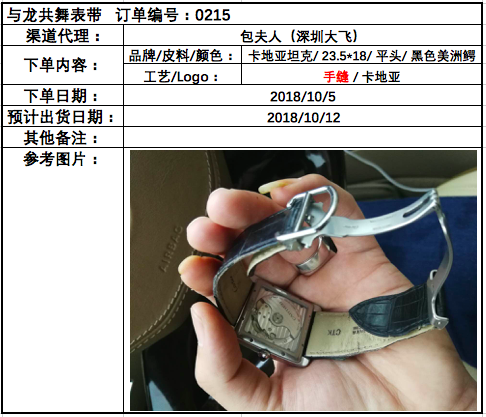 与龙共舞表带 订单编号：0215
渠道代理： 包夫人（深圳大飞）
下单内容： 品牌/皮料/颜色： 卡地亚坦克/ 23.5*18/ 平头/ 黑色美洲鳄
工艺/Logo： 手缝 / 卡地亚
下单日期： 2018/10/5
预计出货日期： 2018/10/12
其他备注：
参考图片：
AIRBAG